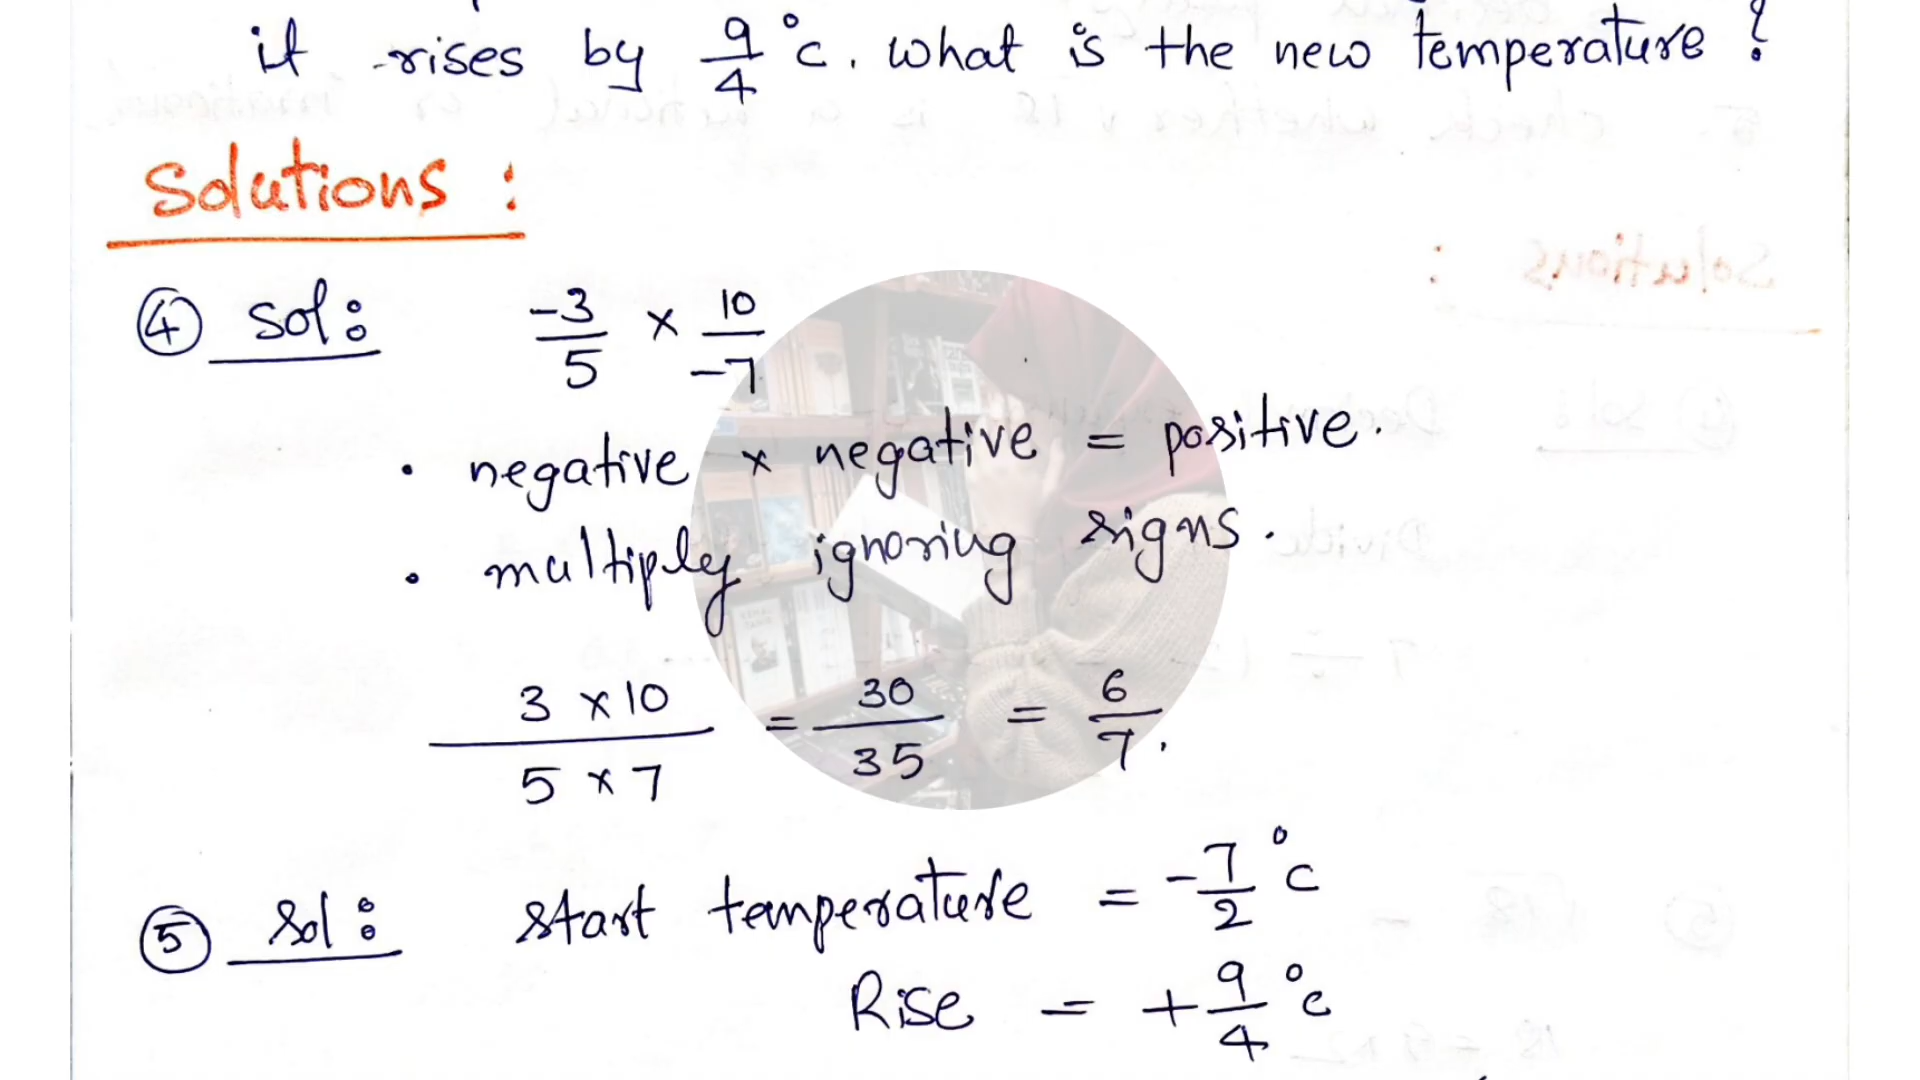 it rises by 9/4 °c. what is the new temperature?
Solutions :
④ sol: -3/5 × 10/-7
• negative × negative = positive.
• multiply ignoring signs.
3 × 10 / 5 × 7 = 30/35 = 6/7.
⑤ sol: start temperature = -7/2 °c
Rise = +9/4 °c